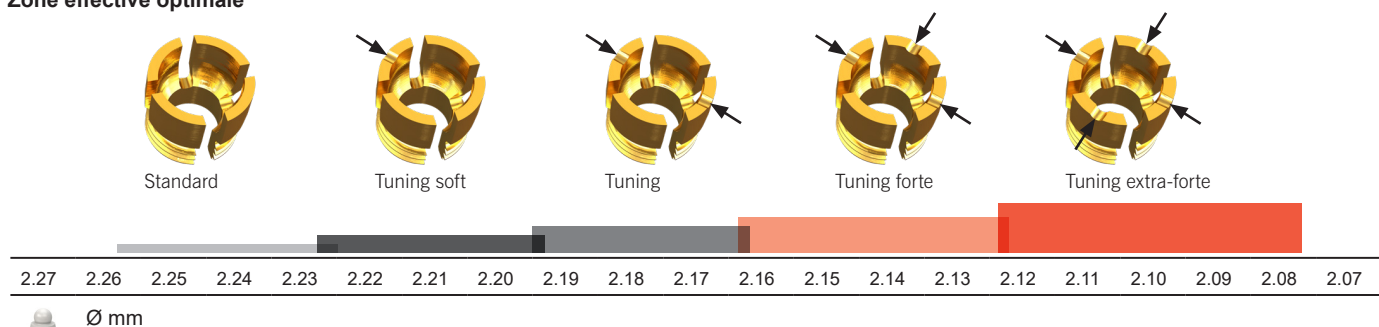 Zone effective optimale
Standard Tuning soft Tuning Tuning forte Tuning extra-forte
2.27 2.26 2.25 2.24 2.23 2.22 2.21 2.20 2.19 2.18 2.17 2.16 2.15 2.14 2.13 2.12 2.11 2.10 2.09 2.08 2.07
Ø mm